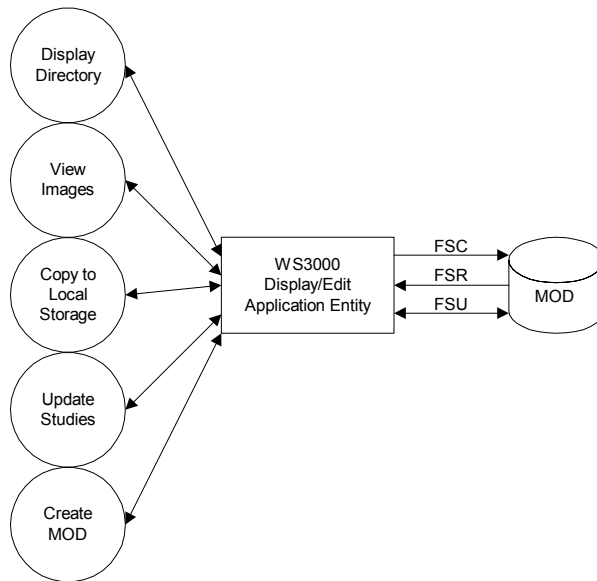 Display
Directory
View
Images
Copy to
Local
Storage
Update
Studies
Create
MOD
WS3000
Display/Edit
Application Entity
FSC
FSR
FSU
MOD